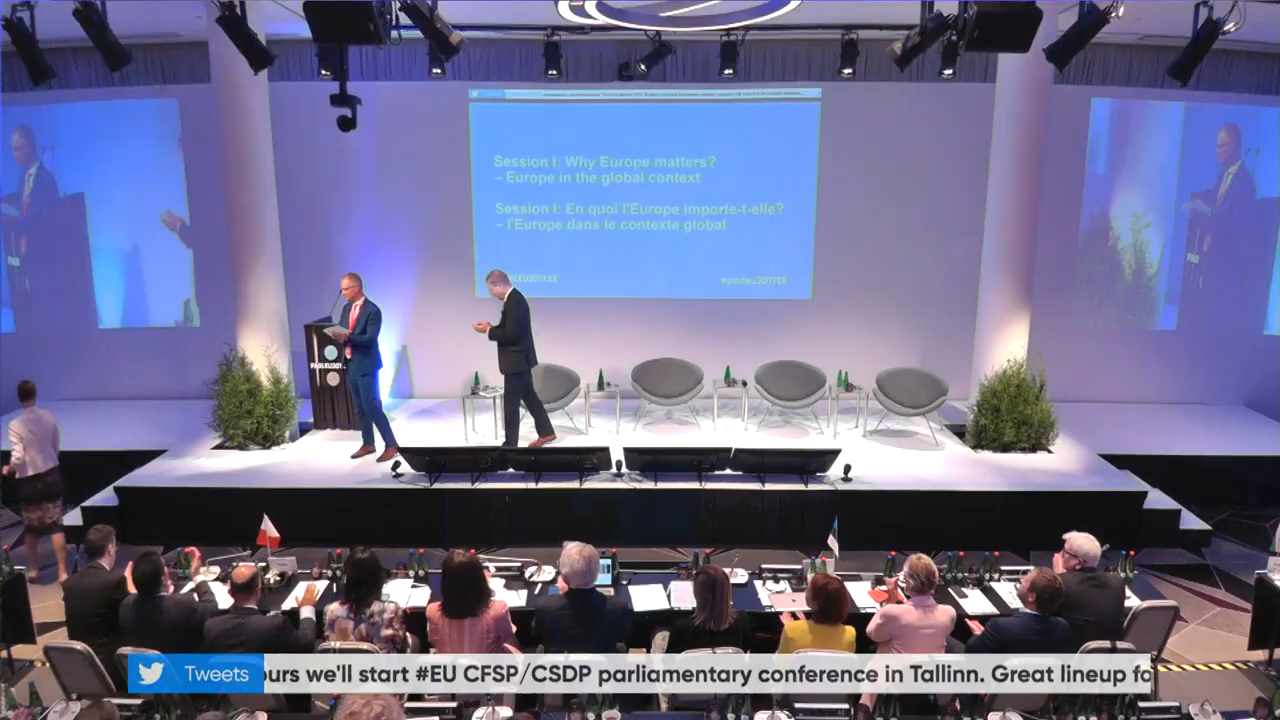 Session I: Why Europe matters?
– Europe in the global context
Session I: En quoi l'Europe importe-t-elle?
– l'Europe dans le contexte global
#parleu2017EE
Tweets
ours we'll start #EU CFSP/CSDP parliamentary conference in Tallinn. Great lineup fo